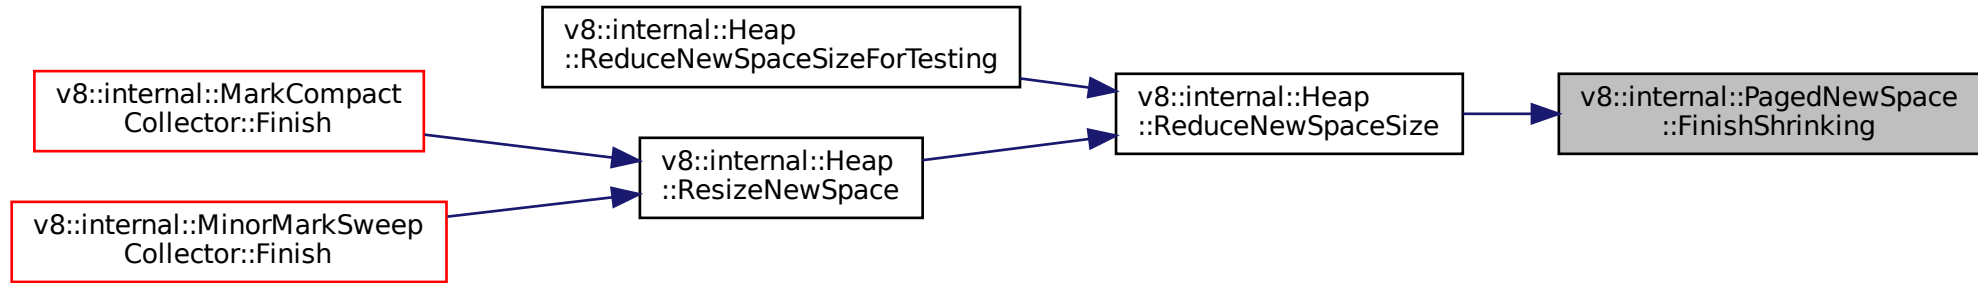 v8::internal::Heap
::ReduceNewSpaceSizeForTesting
v8::internal::MarkCompact
Collector::Finish
v8::internal::Heap
::ReduceNewSpaceSize
v8::internal::PagedNewSpace
::FinishShrinking
v8::internal::Heap
::ResizeNewSpace
v8::internal::MinorMarkSweep
Collector::Finish